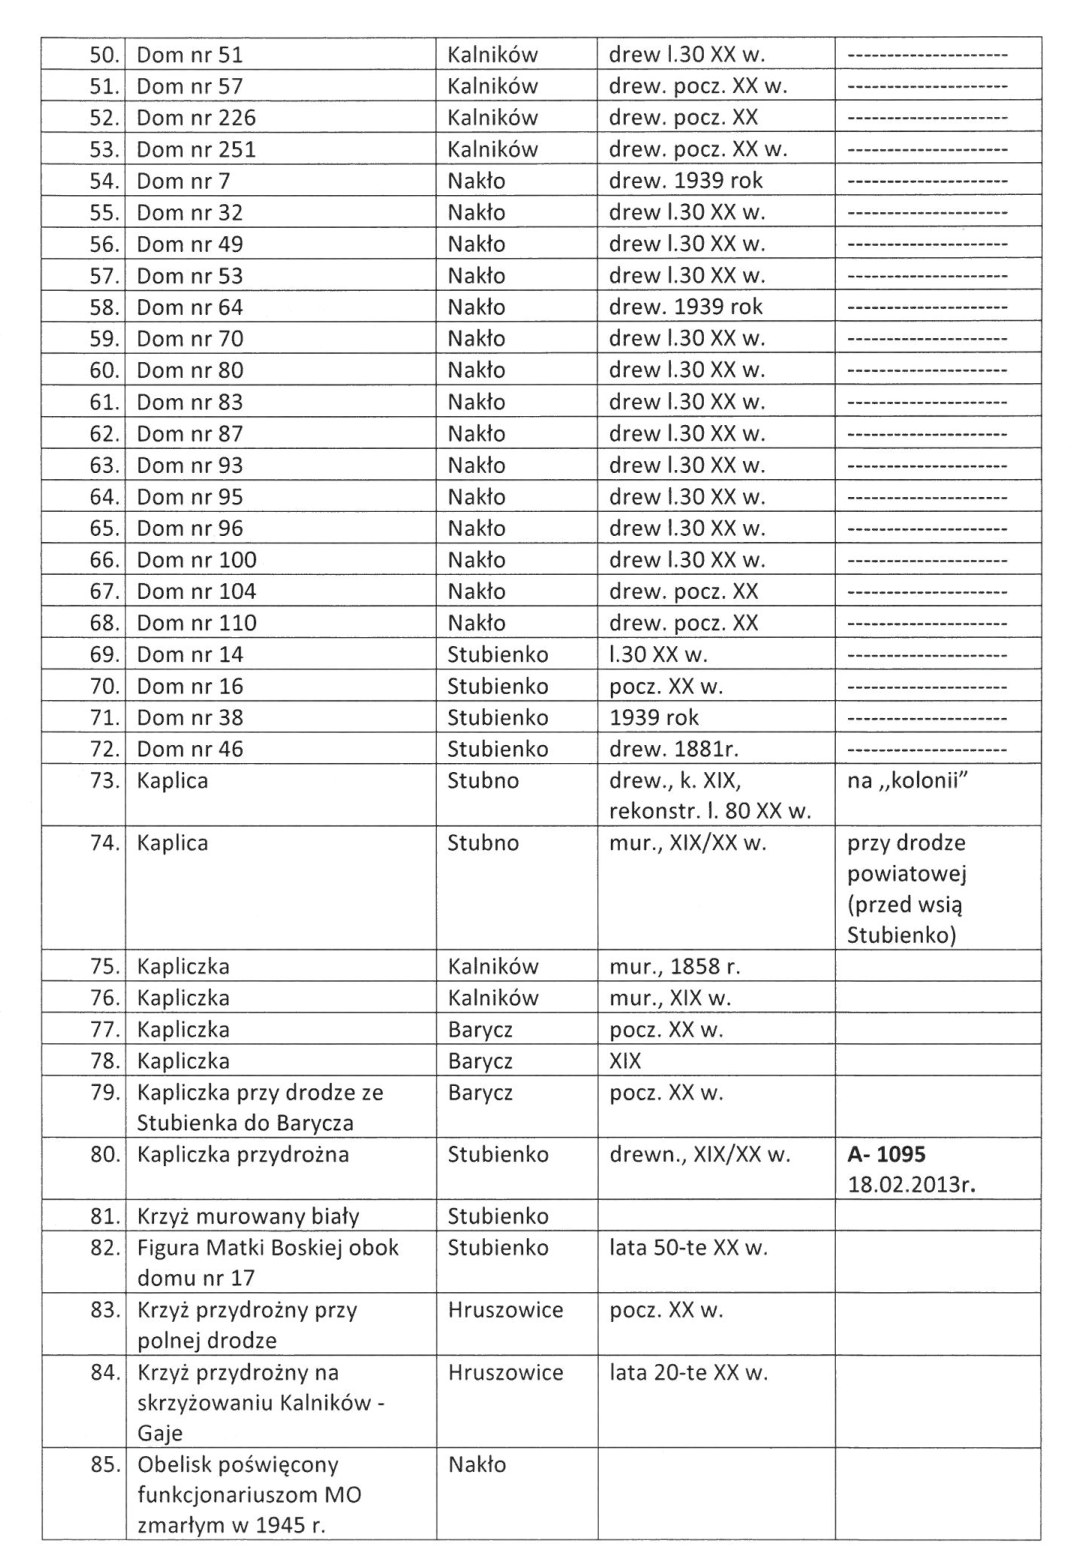 50. Dom nr 51 Kalników drew l.30 XX w. ----------------------
51. Dom nr 57 Kalników drew. pocz. XX w. ----------------------
52. Dom nr 226 Kalników drew. pocz. XX ----------------------
53. Dom nr 251 Kalników drew. pocz. XX w. ----------------------
54. Dom nr 7 Nakło drew. 1939 rok ----------------------
55. Dom nr 32 Nakło drew l.30 XX w. ----------------------
56. Dom nr 49 Nakło drew l.30 XX w. ----------------------
57. Dom nr 53 Nakło drew l.30 XX w. ----------------------
58. Dom nr 64 Nakło drew. 1939 rok ----------------------
59. Dom nr 70 Nakło drew l.30 XX w. ----------------------
60. Dom nr 80 Nakło drew l.30 XX w. ----------------------
61. Dom nr 83 Nakło drew l.30 XX w. ----------------------
62. Dom nr 87 Nakło drew l.30 XX w. ----------------------
63. Dom nr 93 Nakło drew l.30 XX w. ----------------------
64. Dom nr 95 Nakło drew l.30 XX w. ----------------------
65. Dom nr 96 Nakło drew l.30 XX w. ----------------------
66. Dom nr 100 Nakło drew l.30 XX w. ----------------------
67. Dom nr 104 Nakło drew. pocz. XX ----------------------
68. Dom nr 110 Nakło drew. pocz. XX ----------------------
69. Dom nr 14 Stubienko l.30 XX w. ----------------------
70. Dom nr 16 Stubienko pocz. XX w. ----------------------
71. Dom nr 38 Stubienko 1939 rok ----------------------
72. Dom nr 46 Stubienko drew. 1881r. ----------------------
73. Kaplica Stubno drew., k. XIX, na ,,kolonii”
rekonstr. l. 80 XX w.
74. Kaplica Stubno mur., XIX/XX w. przy drodze
powiatowej
(przed wsią
Stubienko)
75. Kapliczka Kalników mur., 1858 r.
76. Kapliczka Kalników mur., XIX w.
77. Kapliczka Barycz pocz. XX w.
78. Kapliczka Barycz XIX
79. Kapliczka przy drodze ze Barycz pocz. XX w.
Stubienka do Barycza
80. Kapliczka przydrożna Stubienko drewn., XIX/XX w. A- 1095
18.02.2013r.
81. Krzyż murowany biały Stubienko
82. Figura Matki Boskiej obok Stubienko lata 50-te XX w.
domu nr 17
83. Krzyż przydrożny przy Hruszowice pocz. XX w.
polnej drodze
84. Krzyż przydrożny na Hruszowice lata 20-te XX w.
skrzyżowaniu Kalników -
Gaje
85. Obelisk poświęcony Nakło
funkcjonariuszom MO
zmarłym w 1945 r.